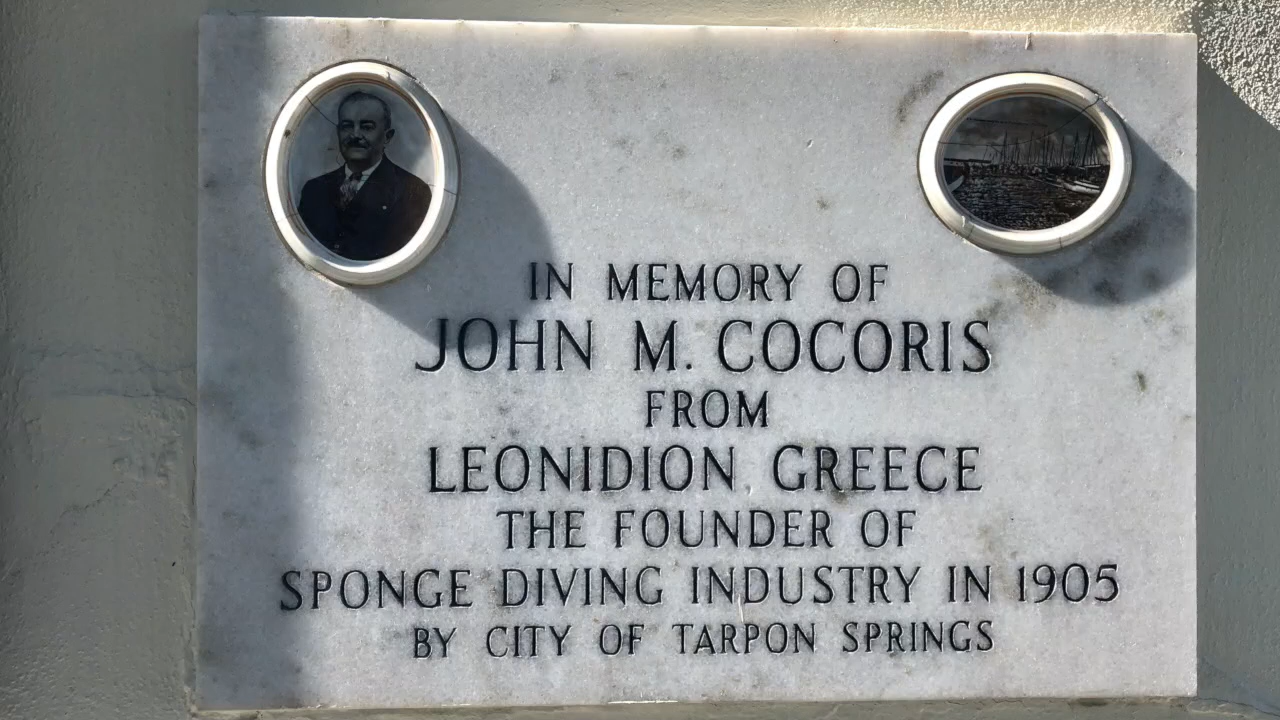 IN MEMORY OF
JOHN M. COCORIS
FROM
LEONIDION, GREECE
THE FOUNDER OF
SPONGE DIVING INDUSTRY IN 1905
BY CITY OF TARPON SPRINGS